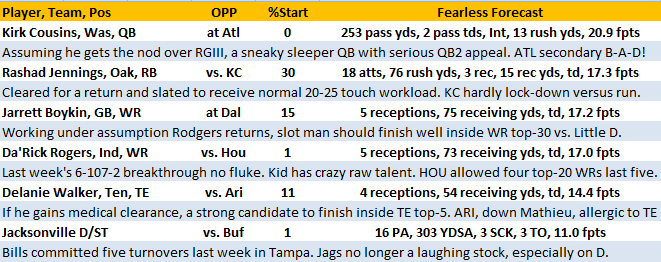 Player, Team, Pos OPP %Start Fearless Forecast
Kirk Cousins, Was, QB at Atl 0 253 pass yds, 2 pass tds, Int, 13 rush yds, 20.9 fpts
Assuming he gets the nod over RGIII, a sneaky sleeper QB with serious QB2 appeal. ATL secondary B-A-D!
Rashad Jennings, Oak, RB vs. KC 30 18 atts, 76 rush yds, 3 rec, 15 rec yds, td, 17.3 fpts
Cleared for a return and slated to receive normal 20-25 touch workload. KC hardly lock-down versus run.
Jarrett Boykin, GB, WR at Dal 15 5 receptions, 75 receiving yds, td, 17.2 fpts
Working under assumption Rodgers returns, slot man should finish well inside WR top-30 vs. Little D.
Da'Rick Rogers, Ind, WR vs. Hou 1 5 receptions, 73 receiving yds, td, 17.0 fpts
Last week's 6-107-2 breakthrough no fluke. Kid has crazy raw talent. HOU allowed four top-20 WRs last five.
Delanie Walker, Ten, TE vs. Ari 11 4 receptions, 54 receiving yds, td, 14.4 fpts
If he gains medical clearance, a strong candidate to finish inside TE top-5. ARI, down Mathieu, allergic to TE
Jacksonville D/ST vs. Buf 1 16 PA, 303 YDSA, 3 SCK, 3 TO, 11.0 fpts
Bills committed five turnovers last week in Tampa. Jags no longer a laughing stock, especially on D.